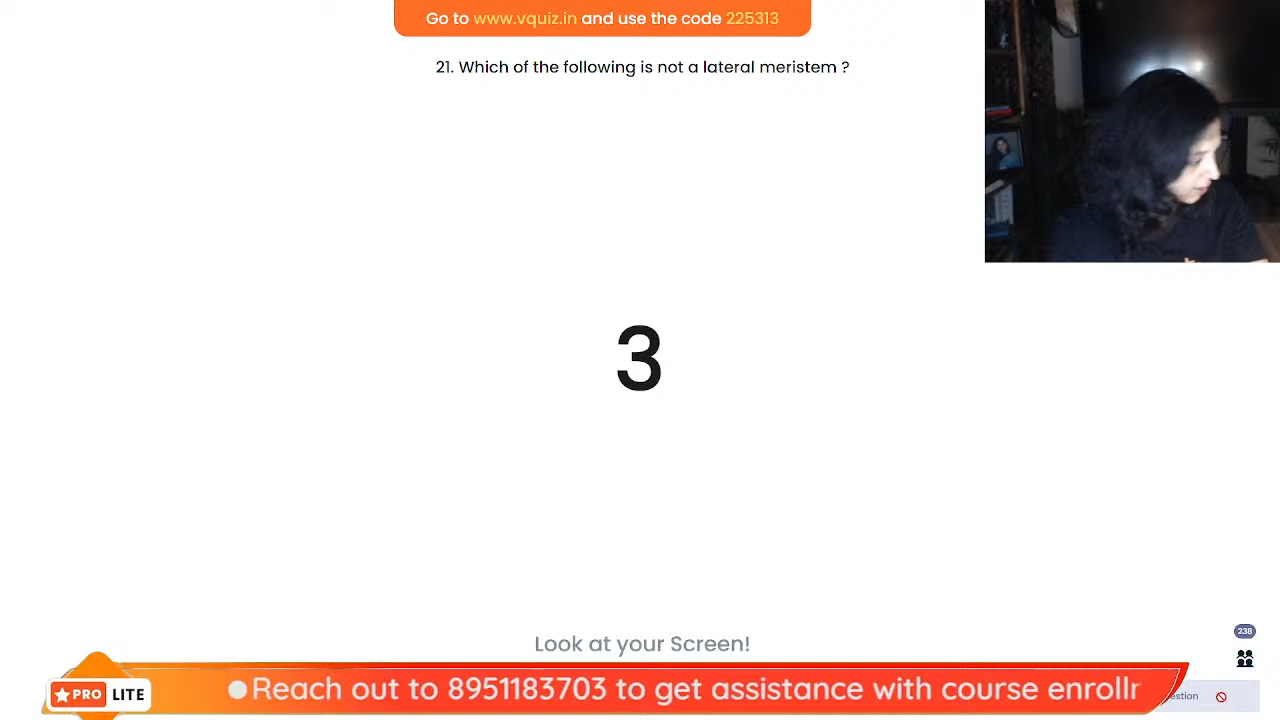 Go to www.vquiz.in and use the code 225313
21. Which of the following is not a lateral meristem ?
3
Look at your Screen!
238
PRO LITE
Reach out to 8951183703 to get assistance with course